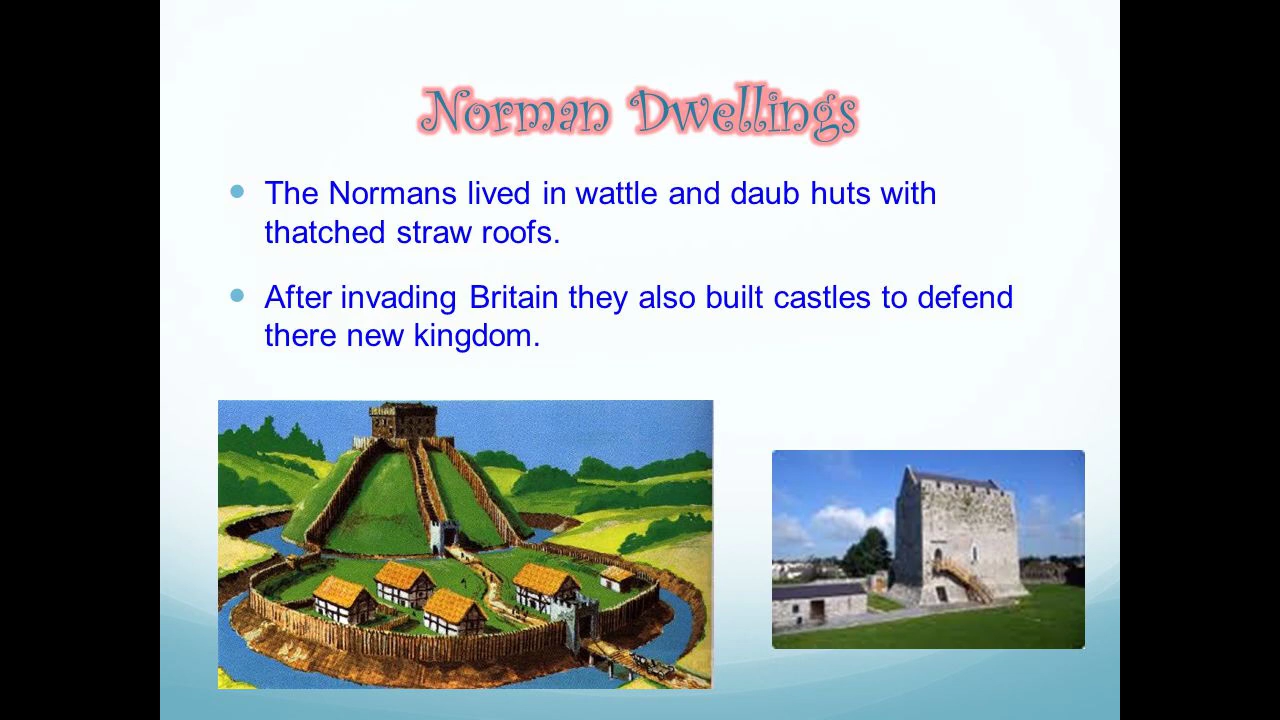 Norman Dwellings
The Normans lived in wattle and daub huts with
thatched straw roofs.
After invading Britain they also built castles to defend
there new kingdom.